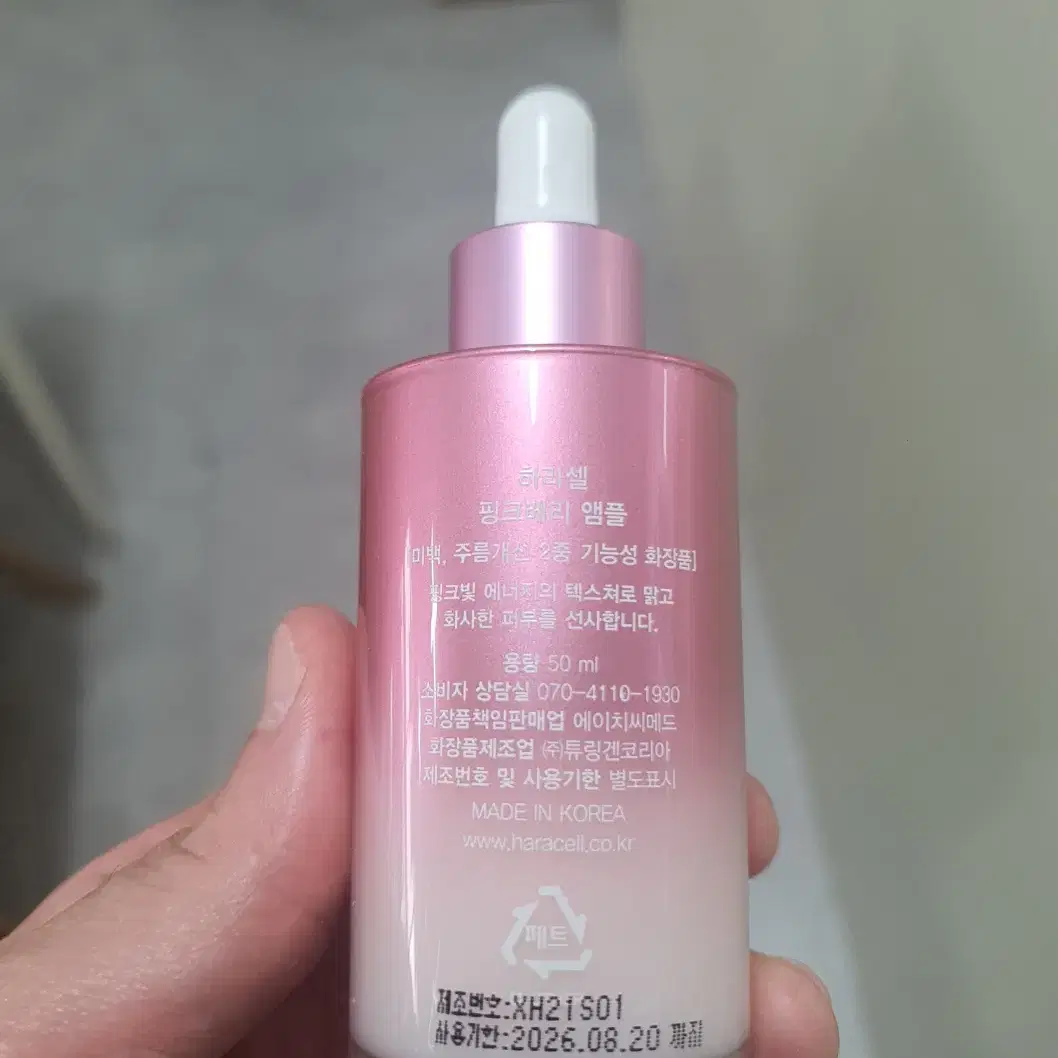 하라셀
핑크베리 앰플
[미백, 주름개선 2중 기능성 화장품]
핑크빛 에너지의 텍스쳐로 맑고
화사한 피부를 선사합니다.
용량 50 ml
소비자 상담실 070-4110-1930
화장품책임판매업 에이치씨메드
화장품제조업 ㈜튜링겐코리아
제조번호 및 사용기한 별도표시
MADE IN KOREA
www.haracell.co.kr
페트
제조번호:XH21S01
사용기한:2026.08.20 까지